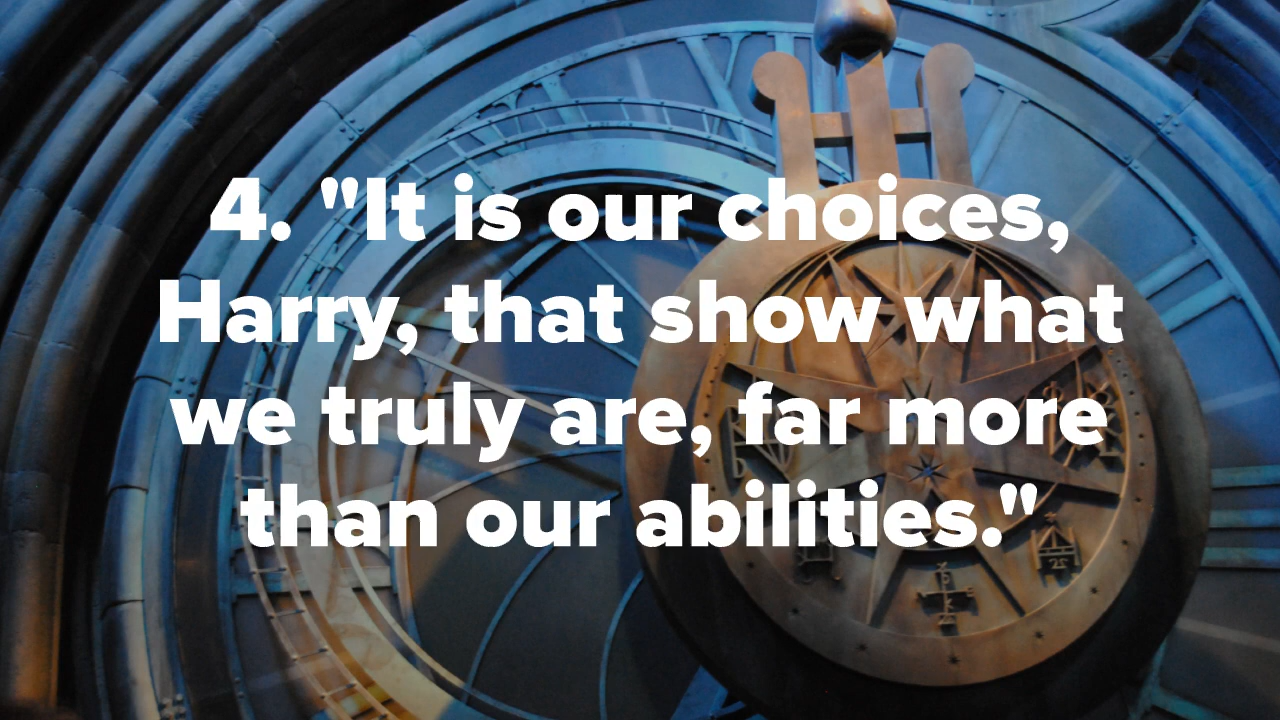 4. "It is our choices,
Harry, that show what
we truly are, far more
than our abilities."